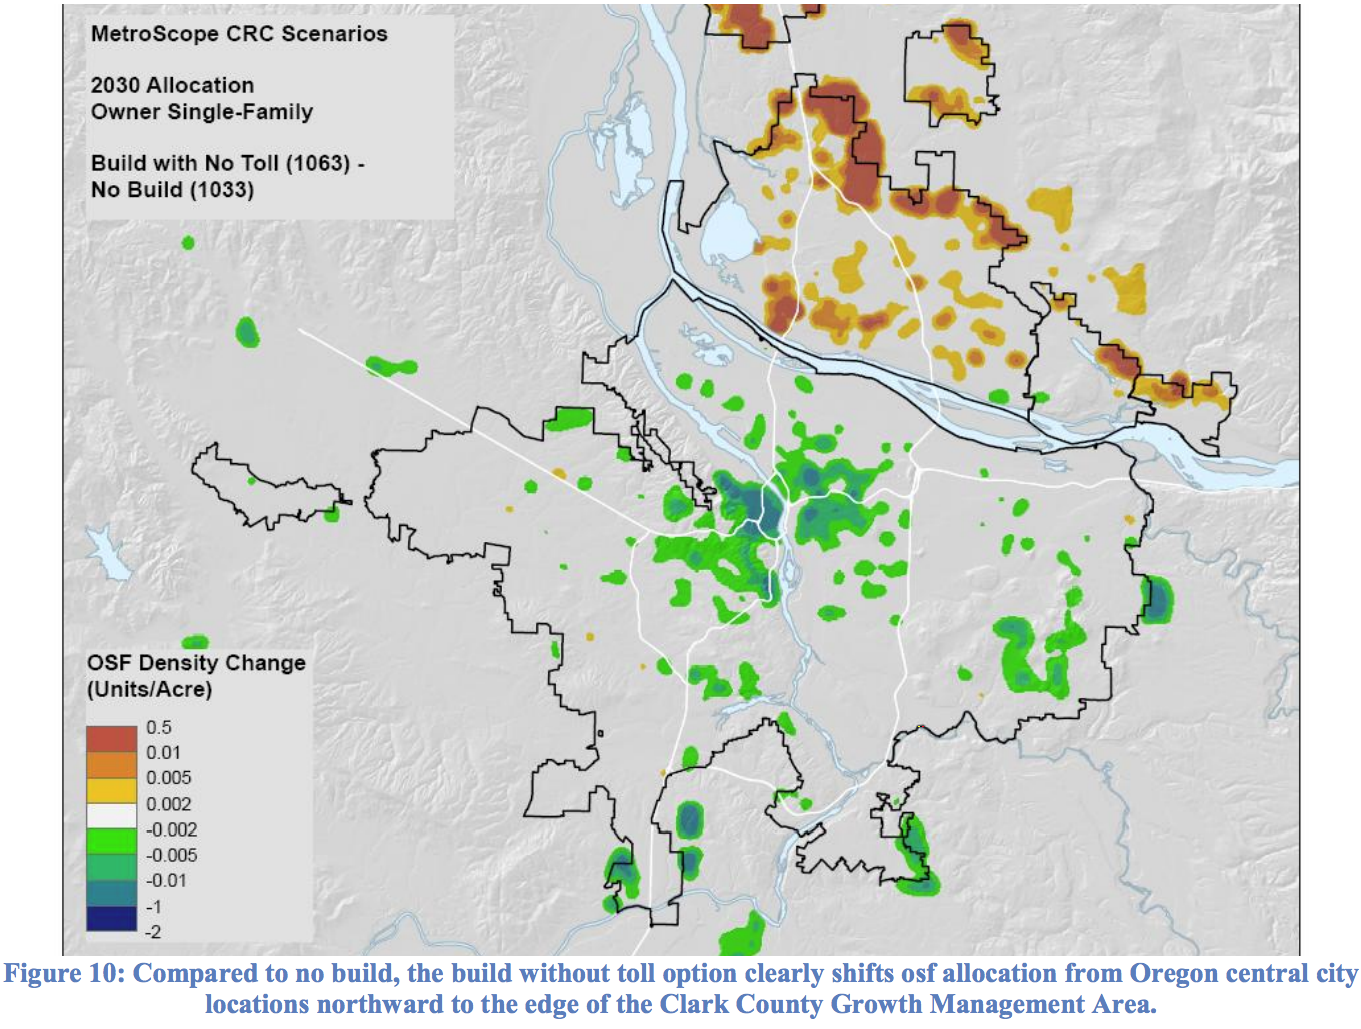 MetroScope CRC Scenarios
2030 Allocation
Owner Single-Family
Build with No Toll (1063) -
No Build (1033)
OSF Density Change
(Units/Acre)
0.5
0.01
0.005
0.002
-0.002
-0.005
-0.01
-1
-2
Figure 10: Compared to no build, the build without toll option clearly shifts osf allocation from Oregon central city
locations northward to the edge of the Clark County Growth Management Area.